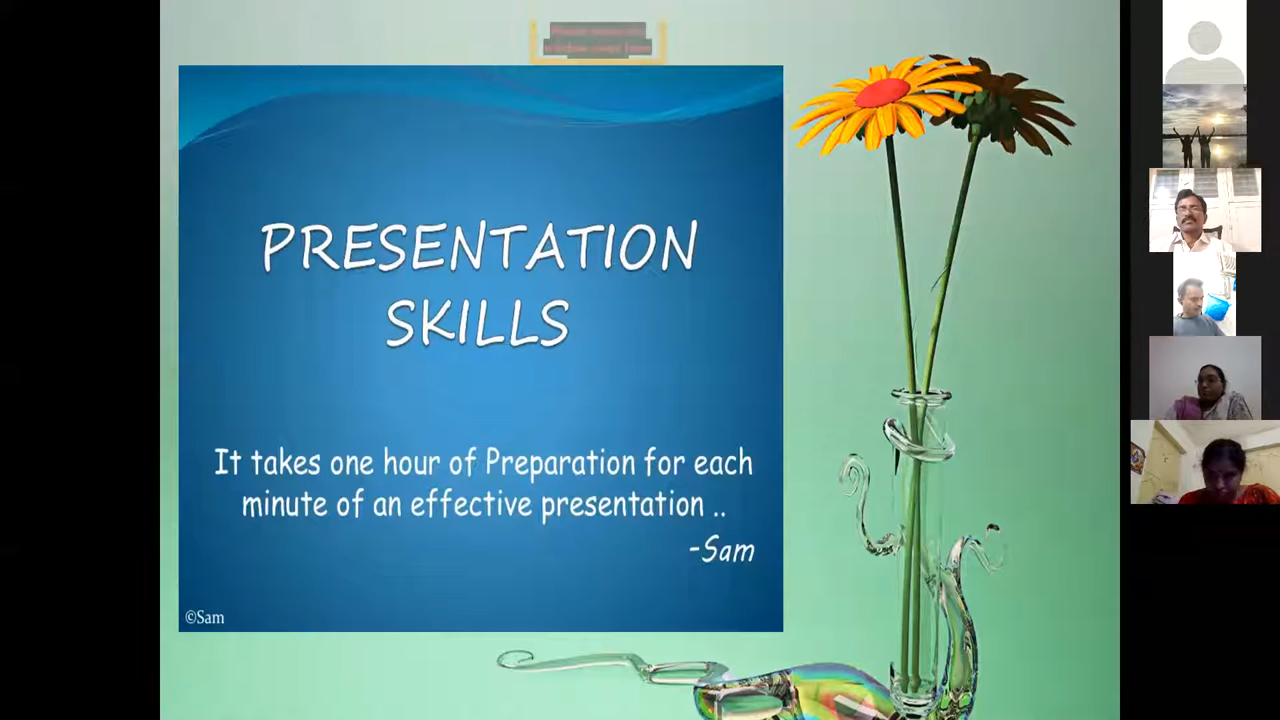 PRESENTATION
SKILLS
It takes one hour of Preparation for each
minute of an effective presentation ..
-Sam
©Sam